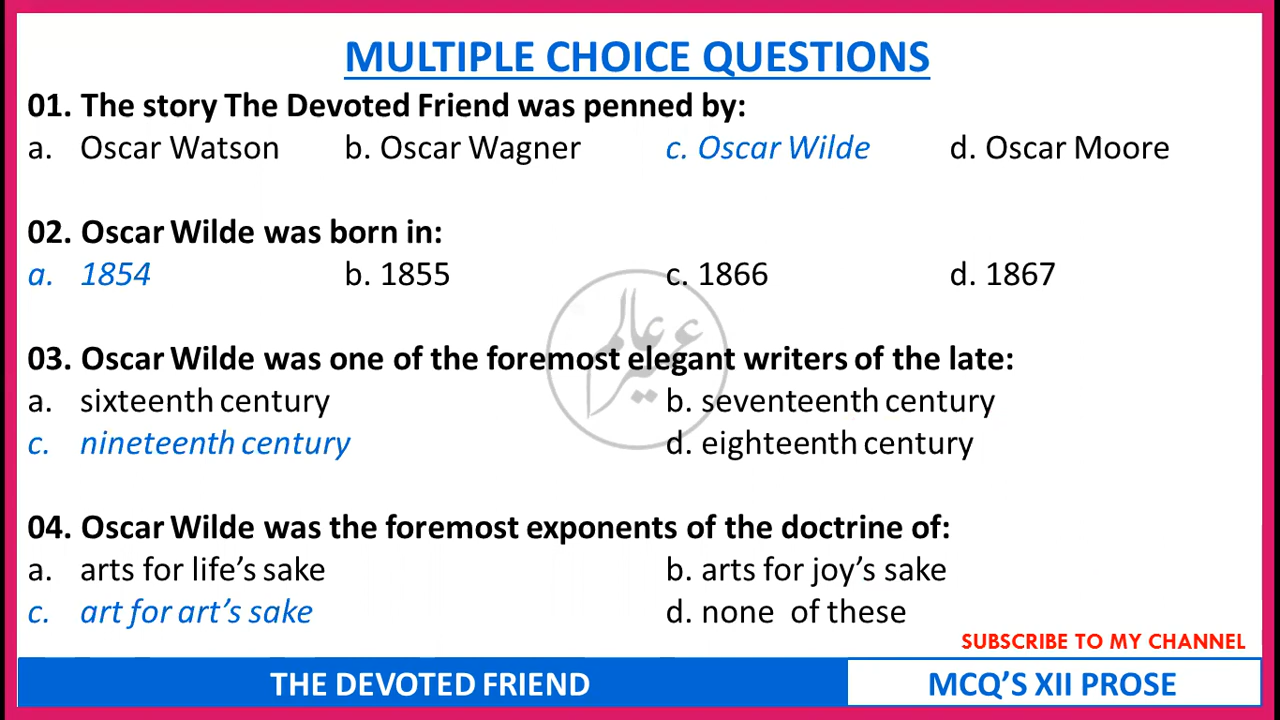 MULTIPLE CHOICE QUESTIONS
01. The story The Devoted Friend was penned by:
a. Oscar Watson b. Oscar Wagner c. Oscar Wilde d. Oscar Moore
02. Oscar Wilde was born in:
a. 1854 b. 1855 c. 1866 d. 1867
03. Oscar Wilde was one of the foremost elegant writers of the late:
a. sixteenth century b. seventeenth century
c. nineteenth century d. eighteenth century
04. Oscar Wilde was the foremost exponents of the doctrine of:
a. arts for life’s sake b. arts for joy’s sake
c. art for art’s sake d. none of these
SUBSCRIBE TO MY CHANNEL
THE DEVOTED FRIEND MCQ’S XII PROSE